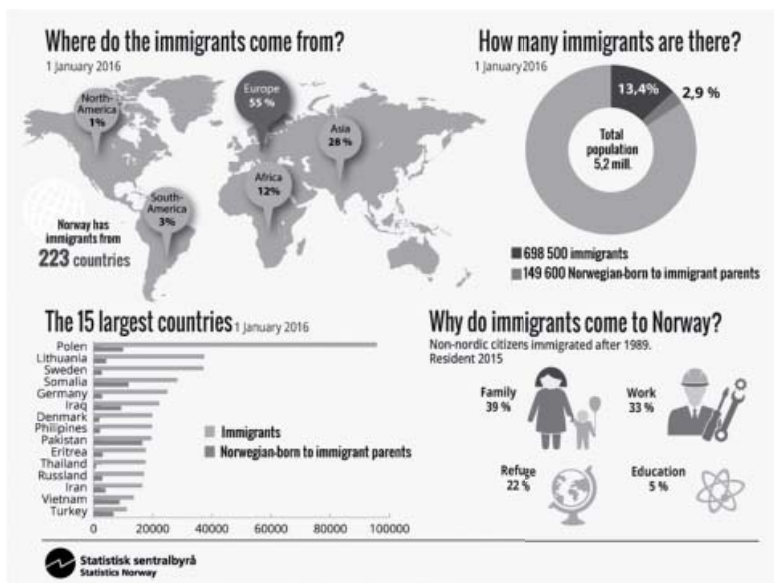 Where do the immigrants come from?
1 January 2016
North-
America
1%
Europe
55 %
Asia
28 %
Africa
12%
South-
America
3%
Norway has
immigrants from
223 countries
How many immigrants are there?
1 January 2016
13,4%
2,9 %
Total
population
5,2 mill.
698 500 immigrants
149 600 Norwegian-born to immigrant parents
The 15 largest countries 1 January 2016
Polen
Lithuania
Sweden
Somalia
Germany
Iraq
Denmark
Philipines
Pakistan
Eritrea
Thailand
Russland
Iran
Vietnam
Turkey
0 20000 40000 60000 80000 100000
Immigrants
Norwegian-born to immigrant parents
Why do immigrants come to Norway?
Non-nordic citizens immigrated after 1989.
Resident 2015
Family
39 %
Work
33 %
Refuge
22 %
Education
5 %
Statistisk sentralbyrå
Statistics Norway